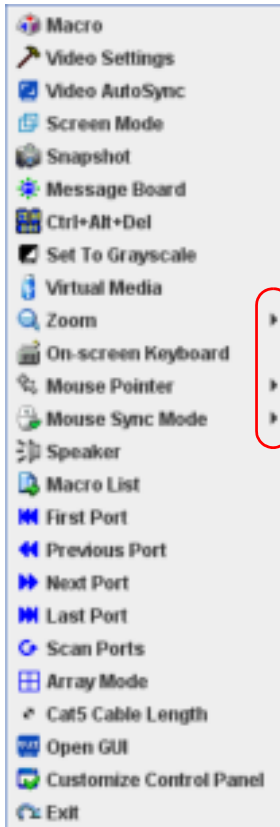 Macro
Video Settings
Video AutoSync
Screen Mode
Snapshot
Message Board
Ctrl+Alt+Del
Set To Grayscale
Virtual Media
Zoom
On-screen Keyboard
Mouse Pointer
Mouse Sync Mode
Speaker
Macro List
First Port
Previous Port
Next Port
Last Port
Scan Ports
Array Mode
Cat5 Cable Length
Open GUI
Customize Control Panel
Exit